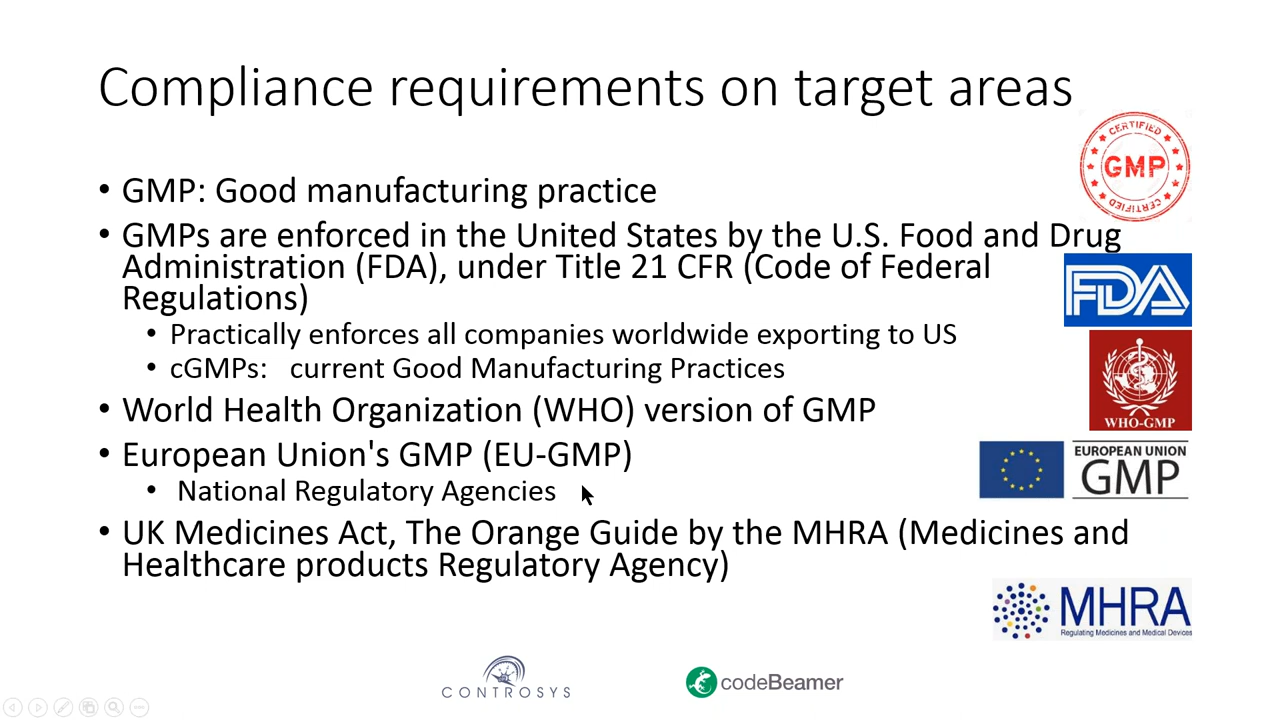 Compliance requirements on target areas
• GMP: Good manufacturing practice
• GMPs are enforced in the United States by the U.S. Food and Drug
Administration (FDA), under Title 21 CFR (Code of Federal
Regulations)
• Practically enforces all companies worldwide exporting to US
• cGMPs: current Good Manufacturing Practices
• World Health Organization (WHO) version of GMP
• European Union's GMP (EU-GMP)
• National Regulatory Agencies
• UK Medicines Act, The Orange Guide by the MHRA (Medicines and
Healthcare products Regulatory Agency)
CERTIFIED
GMP
CERTIFIED
FDA
WHO-GMP
EUROPEAN UNION
GMP
MHRA
Regulating Medicines and Medical Devices
CONTROSYS
codeBeamer